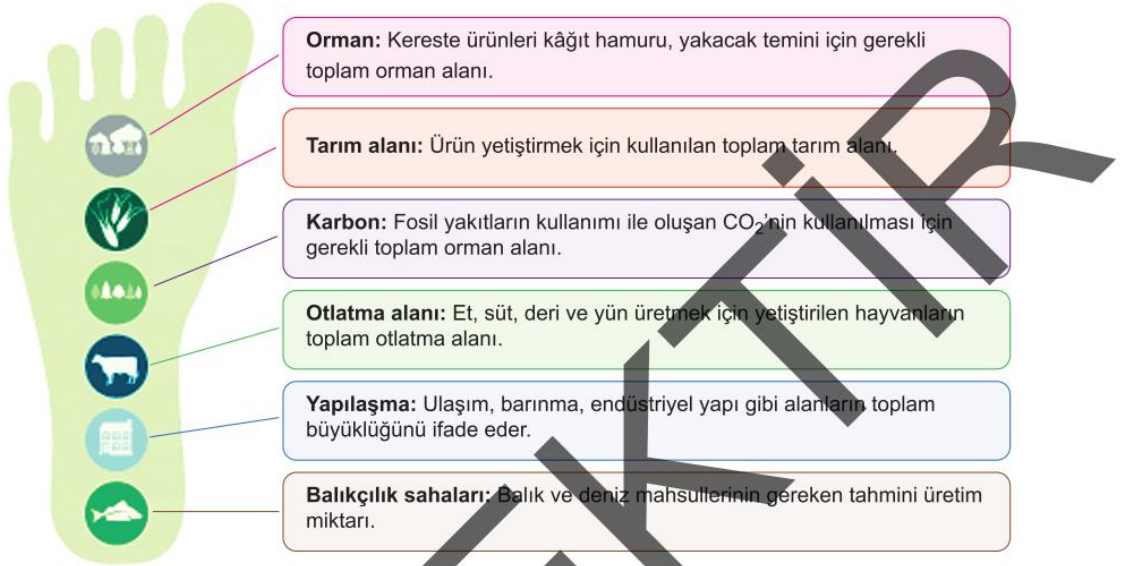 Orman: Kereste ürünleri kâğıt hamuru, yakacak temini için gerekli
toplam orman alanı.
Tarım alanı: Ürün yetiştirmek için kullanılan toplam tarım alanı.
Karbon: Fosil yakıtların kullanımı ile oluşan CO₂'nin kullanılması için
gerekli toplam orman alanı.
Otlatma alanı: Et, süt, deri ve yün üretmek için yetiştirilen hayvanların
toplam otlatma alanı.
Yapılaşma: Ulaşım, barınma, endüstriyel yapı gibi alanların toplam
büyüklüğünü ifade eder.
Balıkçılık sahaları: Balık ve deniz mahsullerinin gereken tahmini üretim
miktarı.
EKTİR